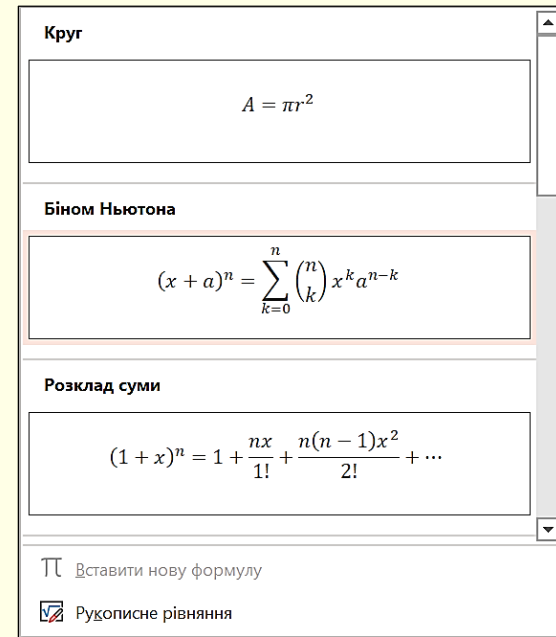 Круг
A = πr²
Біном Ньютона
(x + a)ⁿ = ∑ₖ₌₀ⁿ (n k) xᵏaⁿ⁻ᵏ
Розклад суми
(1 + x)ⁿ = 1 + nx/1! + n(n − 1)x²/2! + ⋯
Вставити нову формулу
Рукописне рівняння